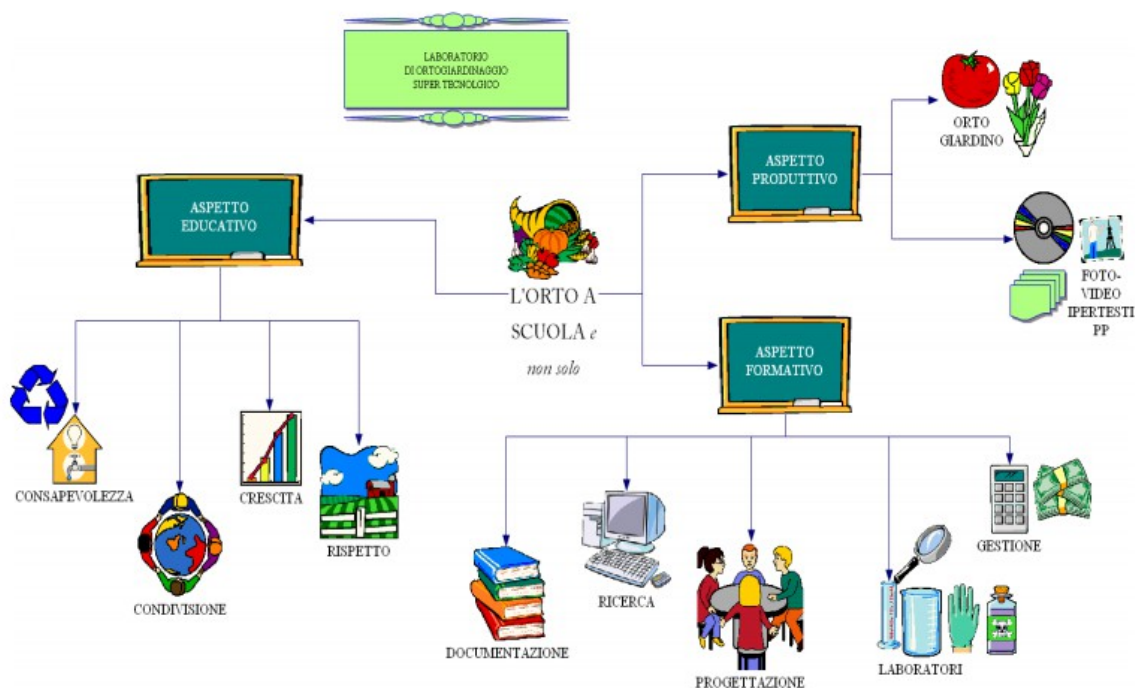 LABORATORIO
DI ORTOGIARDINAGGIO
SUPER TECNOLGICO
L'ORTO A
SCUOLA e
non solo
ASPETTO
EDUCATIVO
CONSAPEVOLEZZA
CONDIVISIONE
CRESCITA
RISPETTO
ASPETTO
PRODUTTIVO
ORTO
GIARDINO
FOTO-
VIDEO
IPERTESTI
PP
ASPETTO
FORMATIVO
DOCUMENTAZIONE
RICERCA
PROGETTAZIONE
LABORATORI
GESTIONE